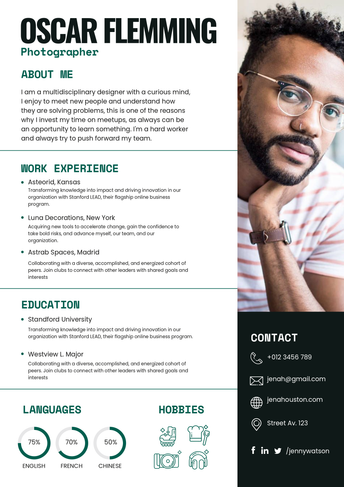 OSCAR FLEMMING
Photographer
ABOUT ME
I am a multidisciplinary designer with a curious mind,
I enjoy to meet new people and understand how
they are solving problems, this is one of the reasons
why I invest my time on meetups, as always can be
an opportunity to learn something. I'm a hard worker
and always try to push forward my team.
WORK EXPERIENCE
Asteorid, Kansas
Transforming knowledge into impact and driving innovation in our
organization with Stanford LEAD, their flagship online business
program.
Luna Decorations, New York
Acquiring new tools to accelerate change, gain the confidence to
take bold risks, and advance myself, our team, and our
organization.
Astrab Spaces, Madrid
Collaborating with a diverse, accomplished, and energized cohort of
peers. Join clubs to connect with other leaders with shared goals and
interests
EDUCATION
Standford University
Transforming knowledge into impact and driving innovation in our
organization with Stanford LEAD, their flagship online business program.
Westview L. Major
Collaborating with a diverse, accomplished, and energized cohort of
peers. Join clubs to connect with other leaders with shared goals and
interests
LANGUAGES
75%
70%
50%
ENGLISH
FRENCH
CHINESE
HOBBIES
CONTACT
+012 3456 789
jenah@gmail.com
jenahouston.com
Street Av. 123
/jennywatson